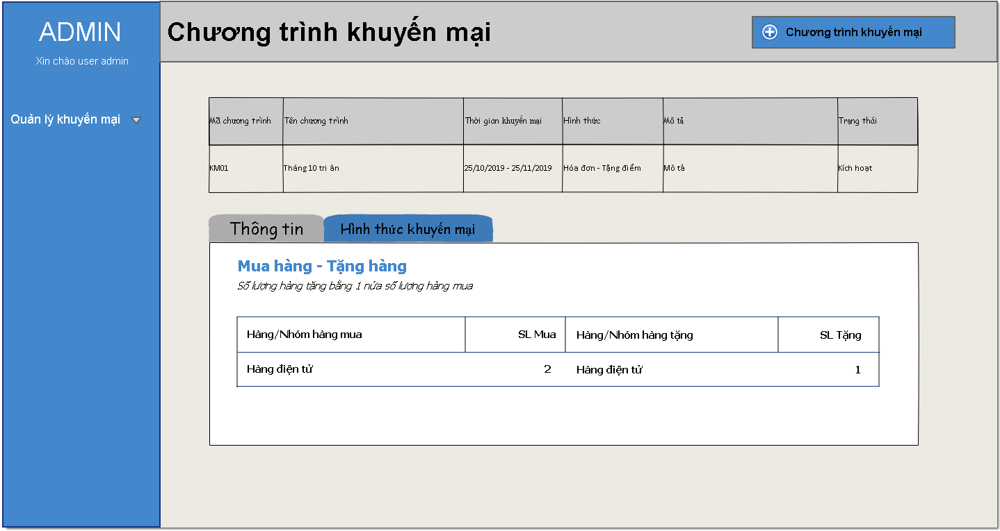 ADMIN
Xin chào user admin
Quản lý khuyến mại
Chương trình khuyến mại
Chương trình khuyến mại
Mã chương trình Tên chương trình Thời gian khuyến mại Hình thức Mô tả Trạng thái
KM01 Tháng 10 tri ân 25/10/2019 - 25/11/2019 Hóa đơn - Tặng điểm Mô tả Kích hoạt
Thông tin Hình thức khuyến mại
Mua hàng - Tặng hàng
Số lượng hàng tặng bằng 1 nửa số lượng hàng mua
Hàng/Nhóm hàng mua SL Mua Hàng/Nhóm hàng tặng SL Tặng
Hàng điện tử 2 Hàng điện tử 1